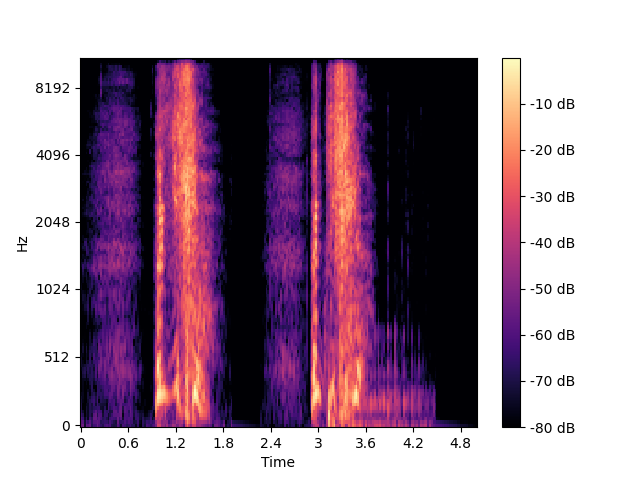 8192
4096
2048
1024
512
0
Hz
0 0.6 1.2 1.8 2.4 3 3.6 4.2 4.8
Time
-10 dB
-20 dB
-30 dB
-40 dB
-50 dB
-60 dB
-70 dB
-80 dB